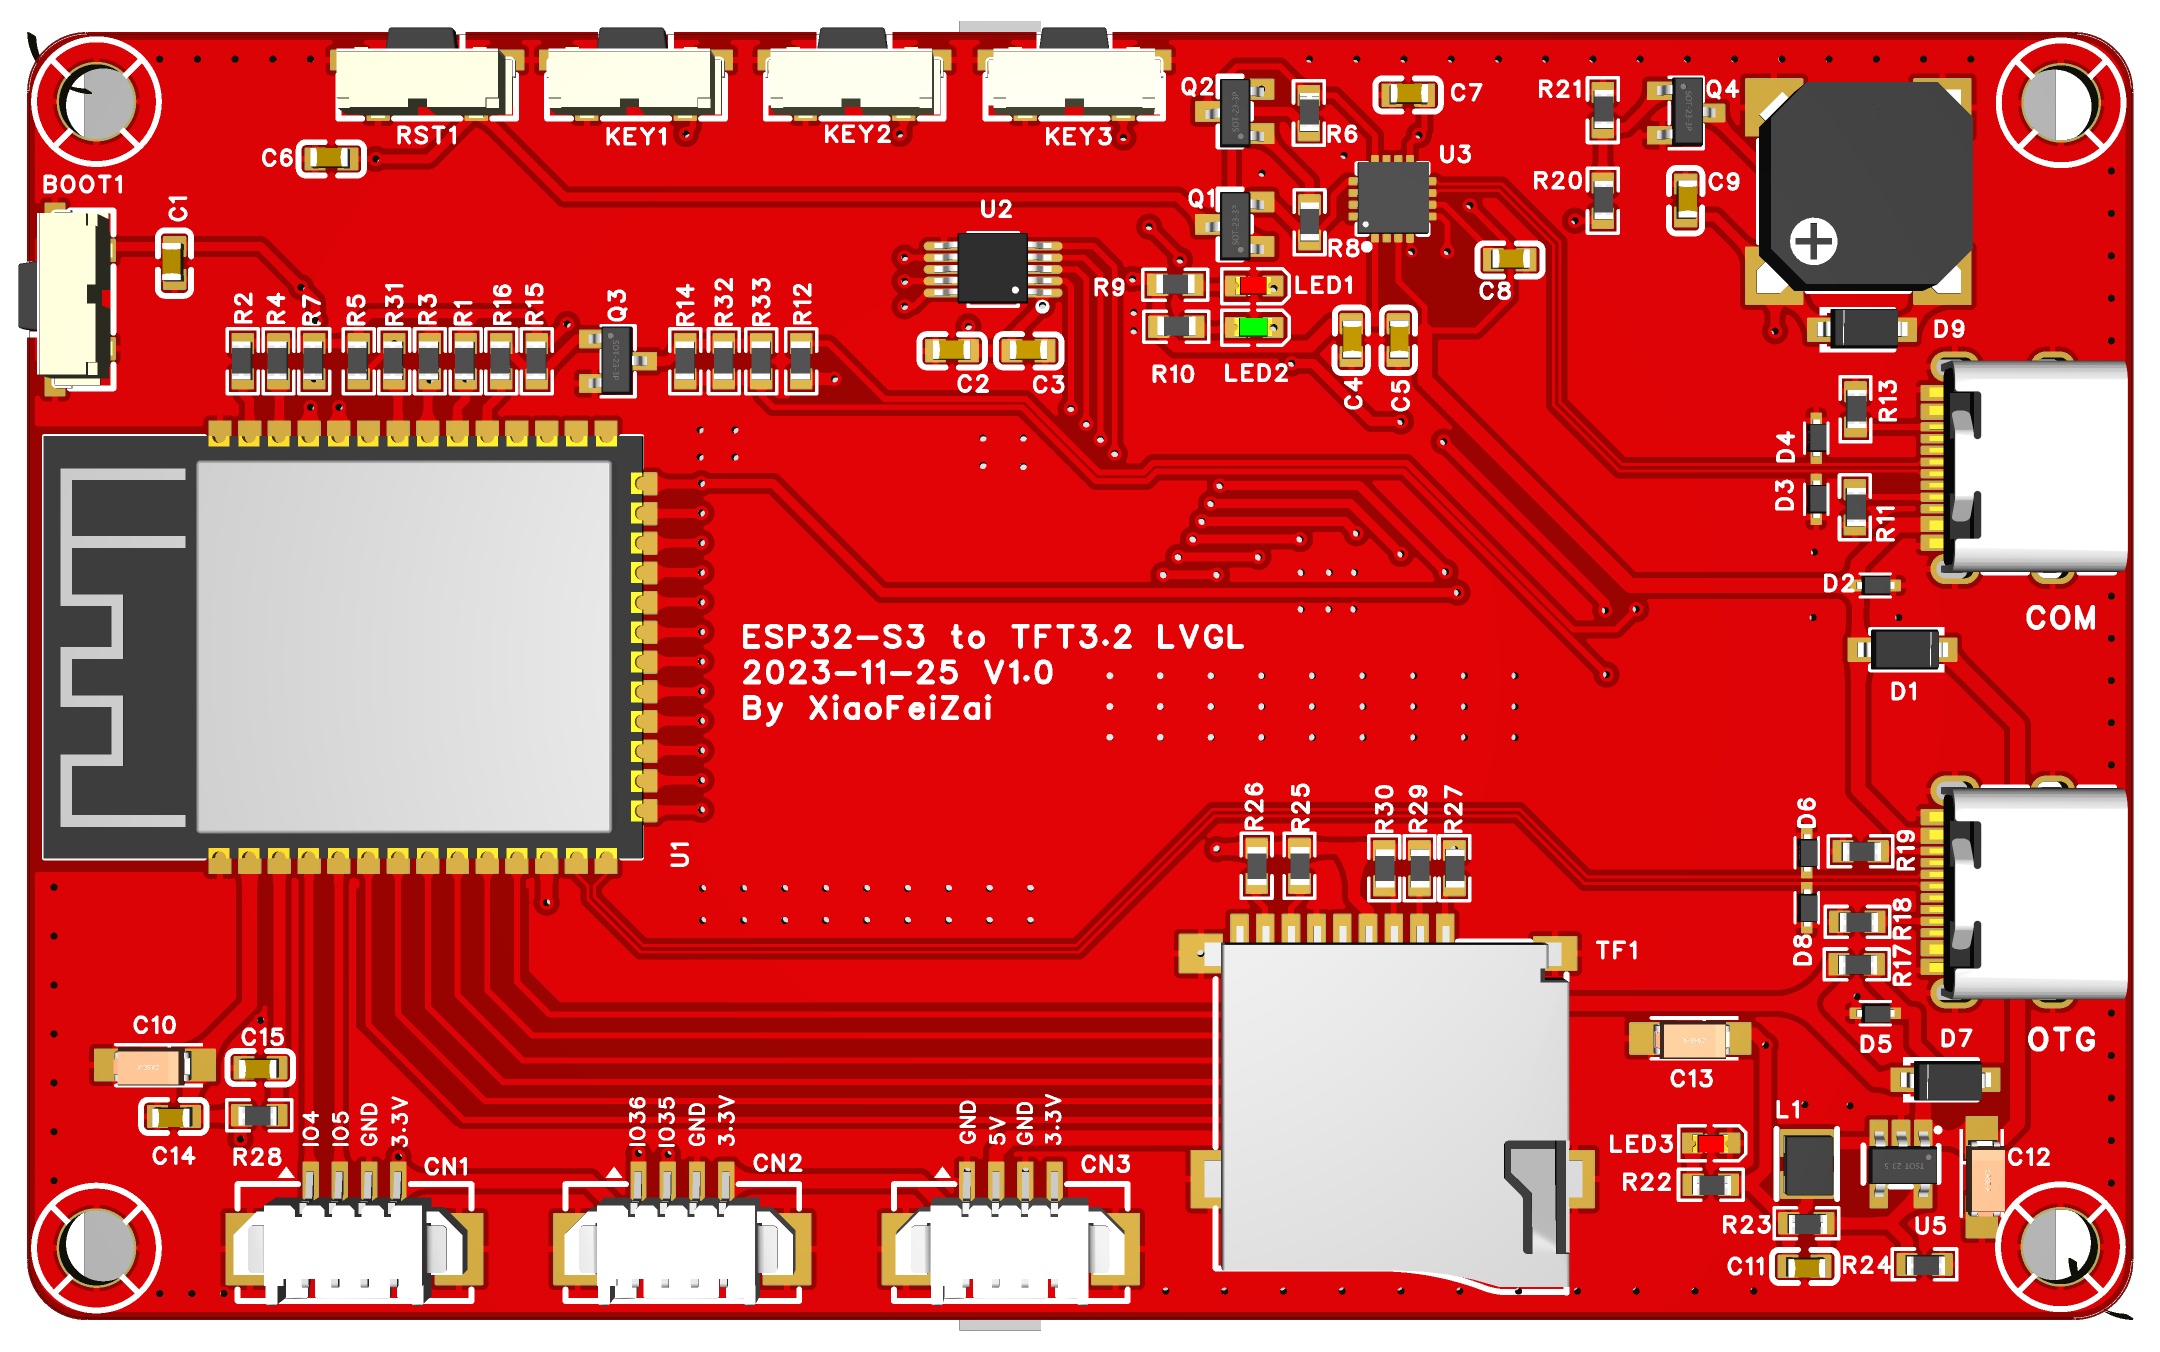 RST1
KEY1
KEY2
KEY3
Q2
C7
R6
R21
Q4
C6
U3
BOOT1
R20
C9
C1
U2
Q1
R8
R9
LED1
C8
R2
R4
R7
R5
R31
R3
R1
R16
R15
Q3
R14
R32
R33
R12
D9
C2
C3
R10
LED2
C4
C5
R13
D4
D3
R11
D2
COM
ESP32-S3 to TFT3.2 LVGL
2023-11-25 V1.0
By XiaoFeiZai
D1
R26
R25
R30
R29
R27
D6
R19
U1
R18
D8
R17
TF1
C10
C15
D5
D7
OTG
C13
L1
IO4
IO5
GND
3.3V
IO36
IO35
GND
3.3V
GND
5V
GND
3.3V
C14
R28
CN1
CN2
CN3
LED3
R22
C12
R23
U5
C11
R24